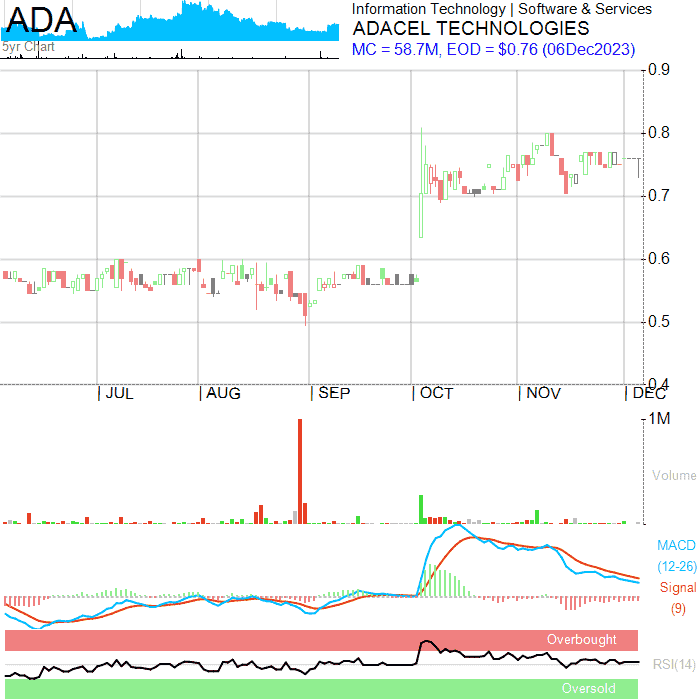 ADA
Information Technology | Software & Services
ADACEL TECHNOLOGIES
5yr Chart
MC = 58.7M, EOD = $0.76 (06Dec2023)
0.9
0.8
0.7
0.6
0.5
0.4
| JUL | AUG | SEP | OCT | NOV | DEC
1M
Volume
MACD
(12-26)
Signal
(9)
Overbought
RSI(14)
Oversold